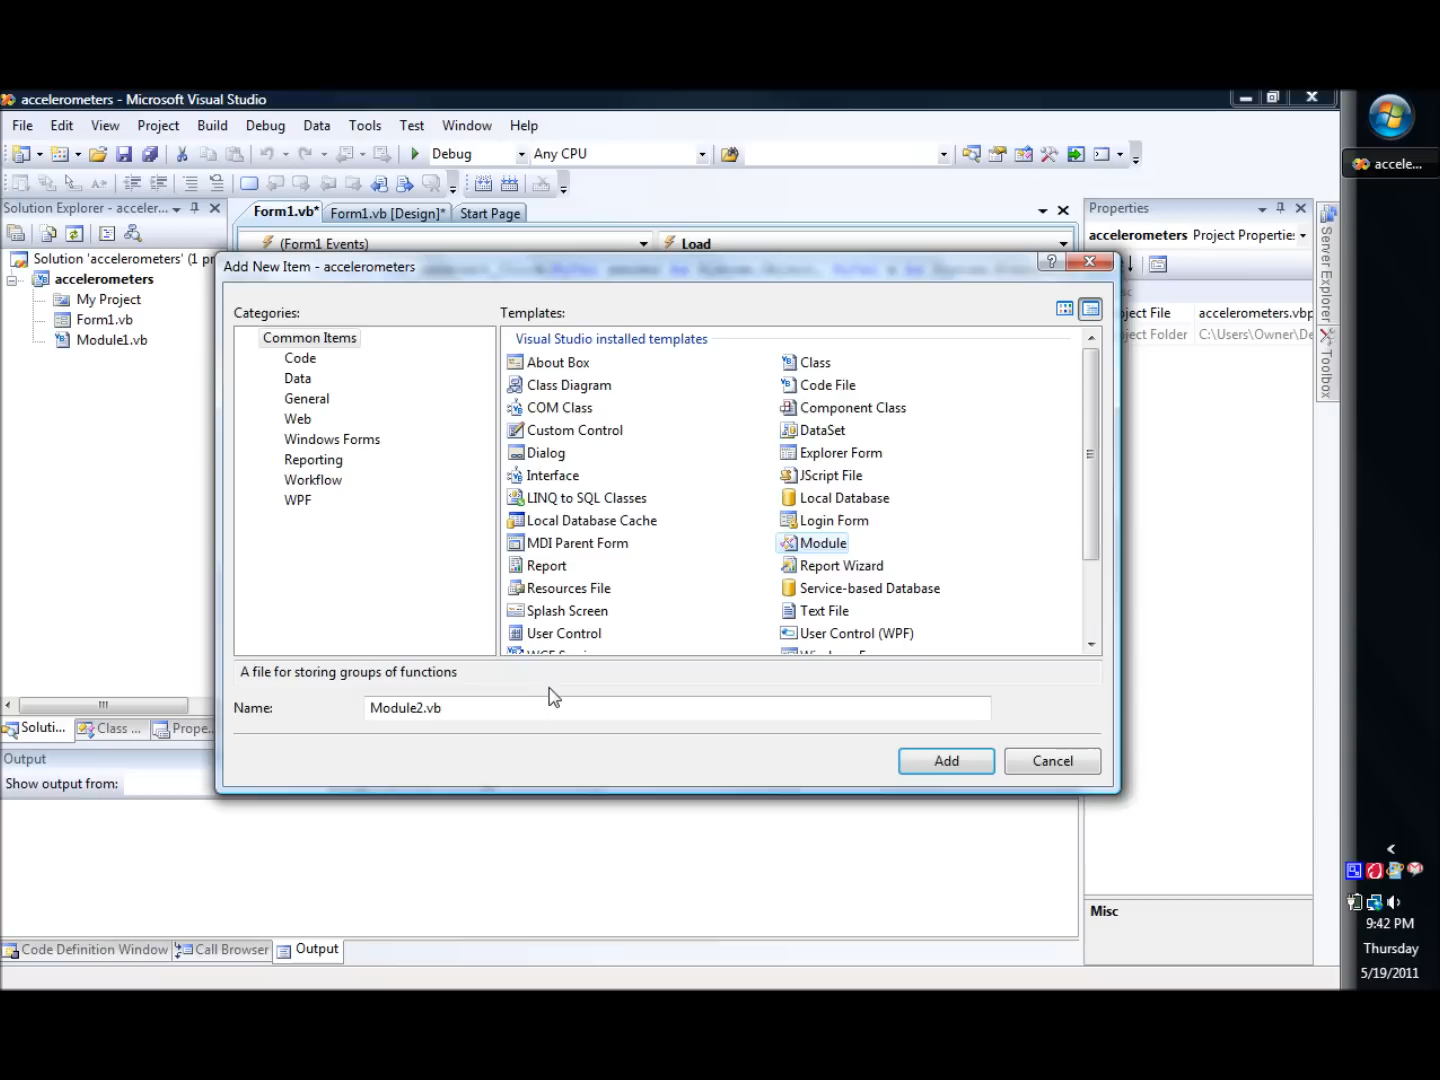 accelerometers - Microsoft Visual Studio
File Edit View Project Build Debug Data Tools Test Window Help
Debug Any CPU
accele...
Solution Explorer - acceler...
Form1.vb* Form1.vb [Design]* Start Page
Properties
(Form1 Events) Load
accelerometers Project Propertie:
Solution 'accelerometers' (1 pr
accelerometers
My Project
Form1.vb
Module1.vb
Add New Item - accelerometers
Categories:
Templates:
Common Items
Code
Data
General
Web
Windows Forms
Reporting
Workflow
WPF
Visual Studio installed templates
About Box Class
Class Diagram Code File
COM Class Component Class
Custom Control DataSet
Dialog Explorer Form
Interface JScript File
LINQ to SQL Classes Local Database
Local Database Cache Login Form
MDI Parent Form Module
Report Report Wizard
Resources File Service-based Database
Splash Screen Text File
User Control User Control (WPF)
A file for storing groups of functions
Name: Module2.vb
Add Cancel
ject File accelerometers.vbp
ject Folder C:\Users\Owner\De
Server Explorer
Toolbox
Soluti... Class ... Prope...
Output
Show output from:
Misc
Code Definition Window Call Browser Output
9:42 PM
Thursday
5/19/2011